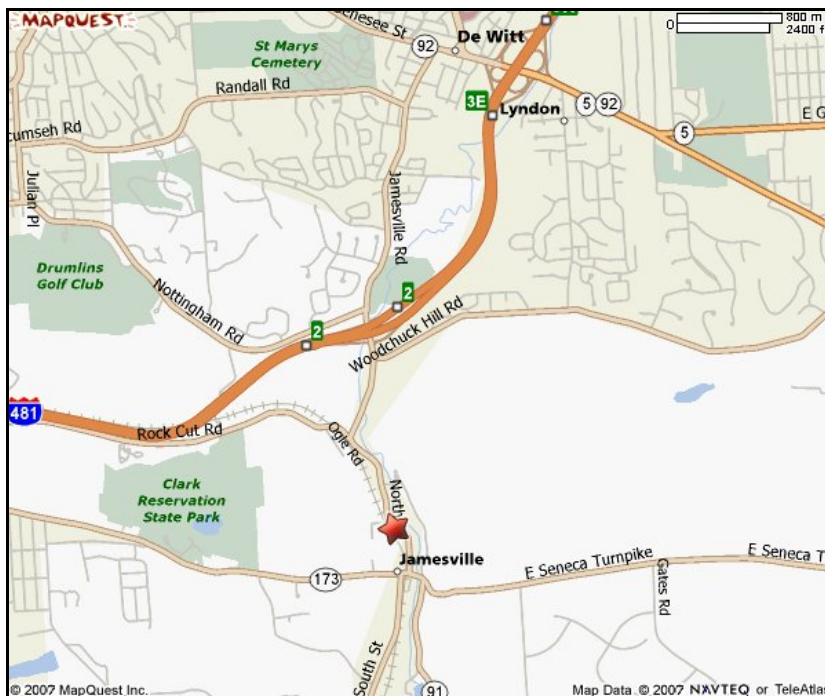 MAPQUEST
enesee St
92
De Witt
0
800 m
2400 f
St Marys
Cemetery
Randall Rd
3E
Lyndon
5
92
E G
cumseh Rd
5
Julian Pl
Jamesville Rd
Drumlins
Golf Club
Nottingham Rd
2
2
Woodchuck Hill Rd
481
Rock Cut Rd
Ogle Rd
Clark
Reservation
State Park
North
Jamesville
173
E Seneca Turnpike
E Seneca T
Gates Rd
South St
91
© 2007 MapQuest Inc.
Map Data © 2007 NAVTEQ or TeleAtlas